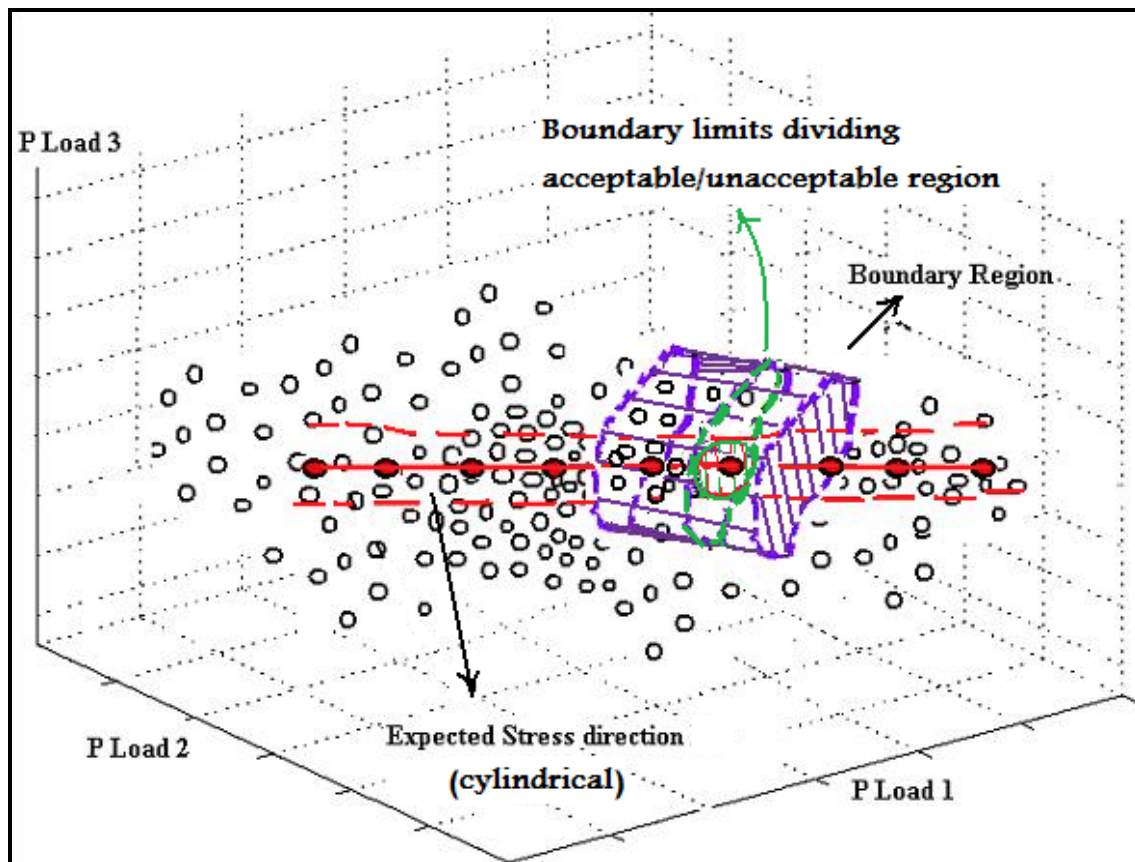 P Load 3
Boundary limits dividing
acceptable/unacceptable region
Boundary Region
P Load 2
Expected Stress direction
(cylindrical)
P Load 1